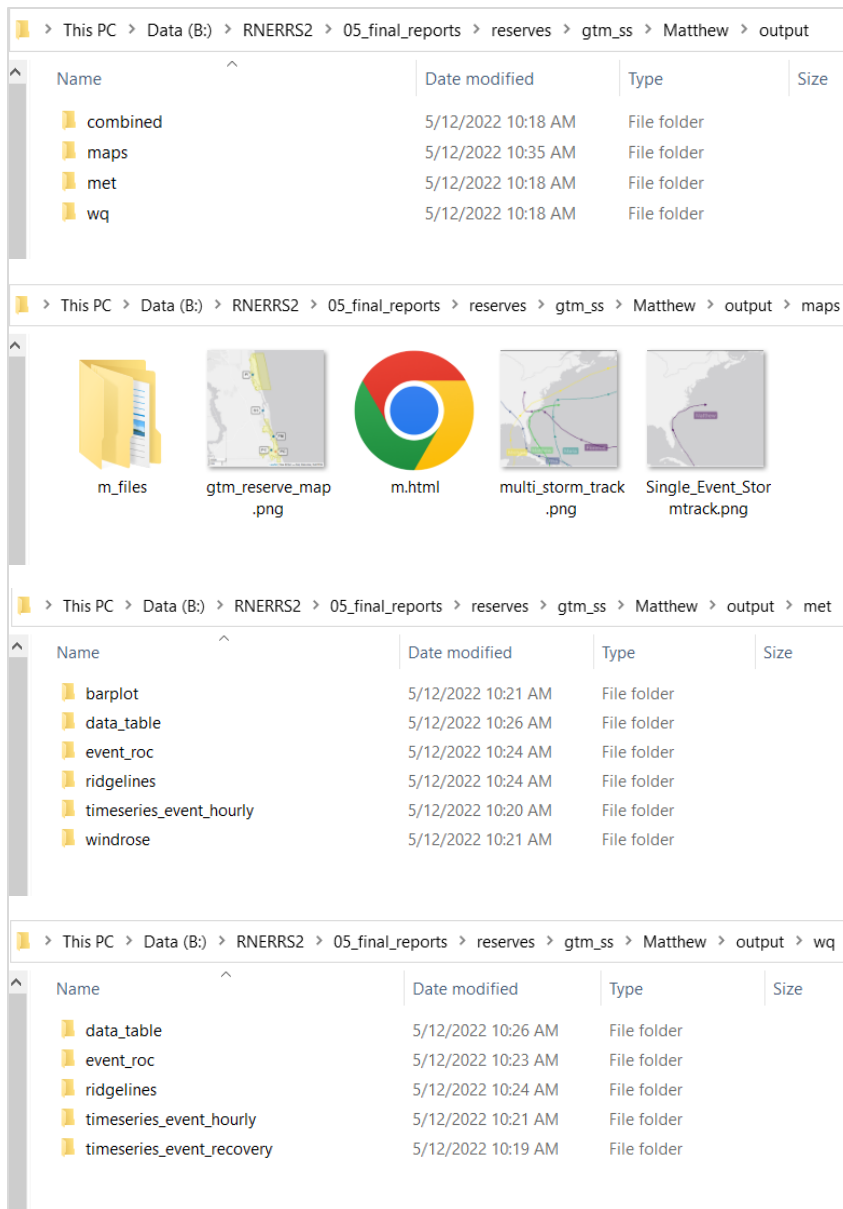 > This PC > Data (B:) > RNERRS2 > 05_final_reports > reserves > gtm_ss > Matthew > output
Name Date modified Type Size
combined 5/12/2022 10:18 AM File folder
maps 5/12/2022 10:35 AM File folder
met 5/12/2022 10:18 AM File folder
wq 5/12/2022 10:18 AM File folder
> This PC > Data (B:) > RNERRS2 > 05_final_reports > reserves > gtm_ss > Matthew > output > maps
m_files
gtm_reserve_map
.png
m.html
multi_storm_track
.png
Single_Event_Stor
mtrack.png
> This PC > Data (B:) > RNERRS2 > 05_final_reports > reserves > gtm_ss > Matthew > output > met
Name Date modified Type Size
barplot 5/12/2022 10:21 AM File folder
data_table 5/12/2022 10:26 AM File folder
event_roc 5/12/2022 10:24 AM File folder
ridgelines 5/12/2022 10:24 AM File folder
timeseries_event_hourly 5/12/2022 10:20 AM File folder
windrose 5/12/2022 10:21 AM File folder
> This PC > Data (B:) > RNERRS2 > 05_final_reports > reserves > gtm_ss > Matthew > output > wq
Name Date modified Type Size
data_table 5/12/2022 10:26 AM File folder
event_roc 5/12/2022 10:23 AM File folder
ridgelines 5/12/2022 10:24 AM File folder
timeseries_event_hourly 5/12/2022 10:21 AM File folder
timeseries_event_recovery 5/12/2022 10:19 AM File folder